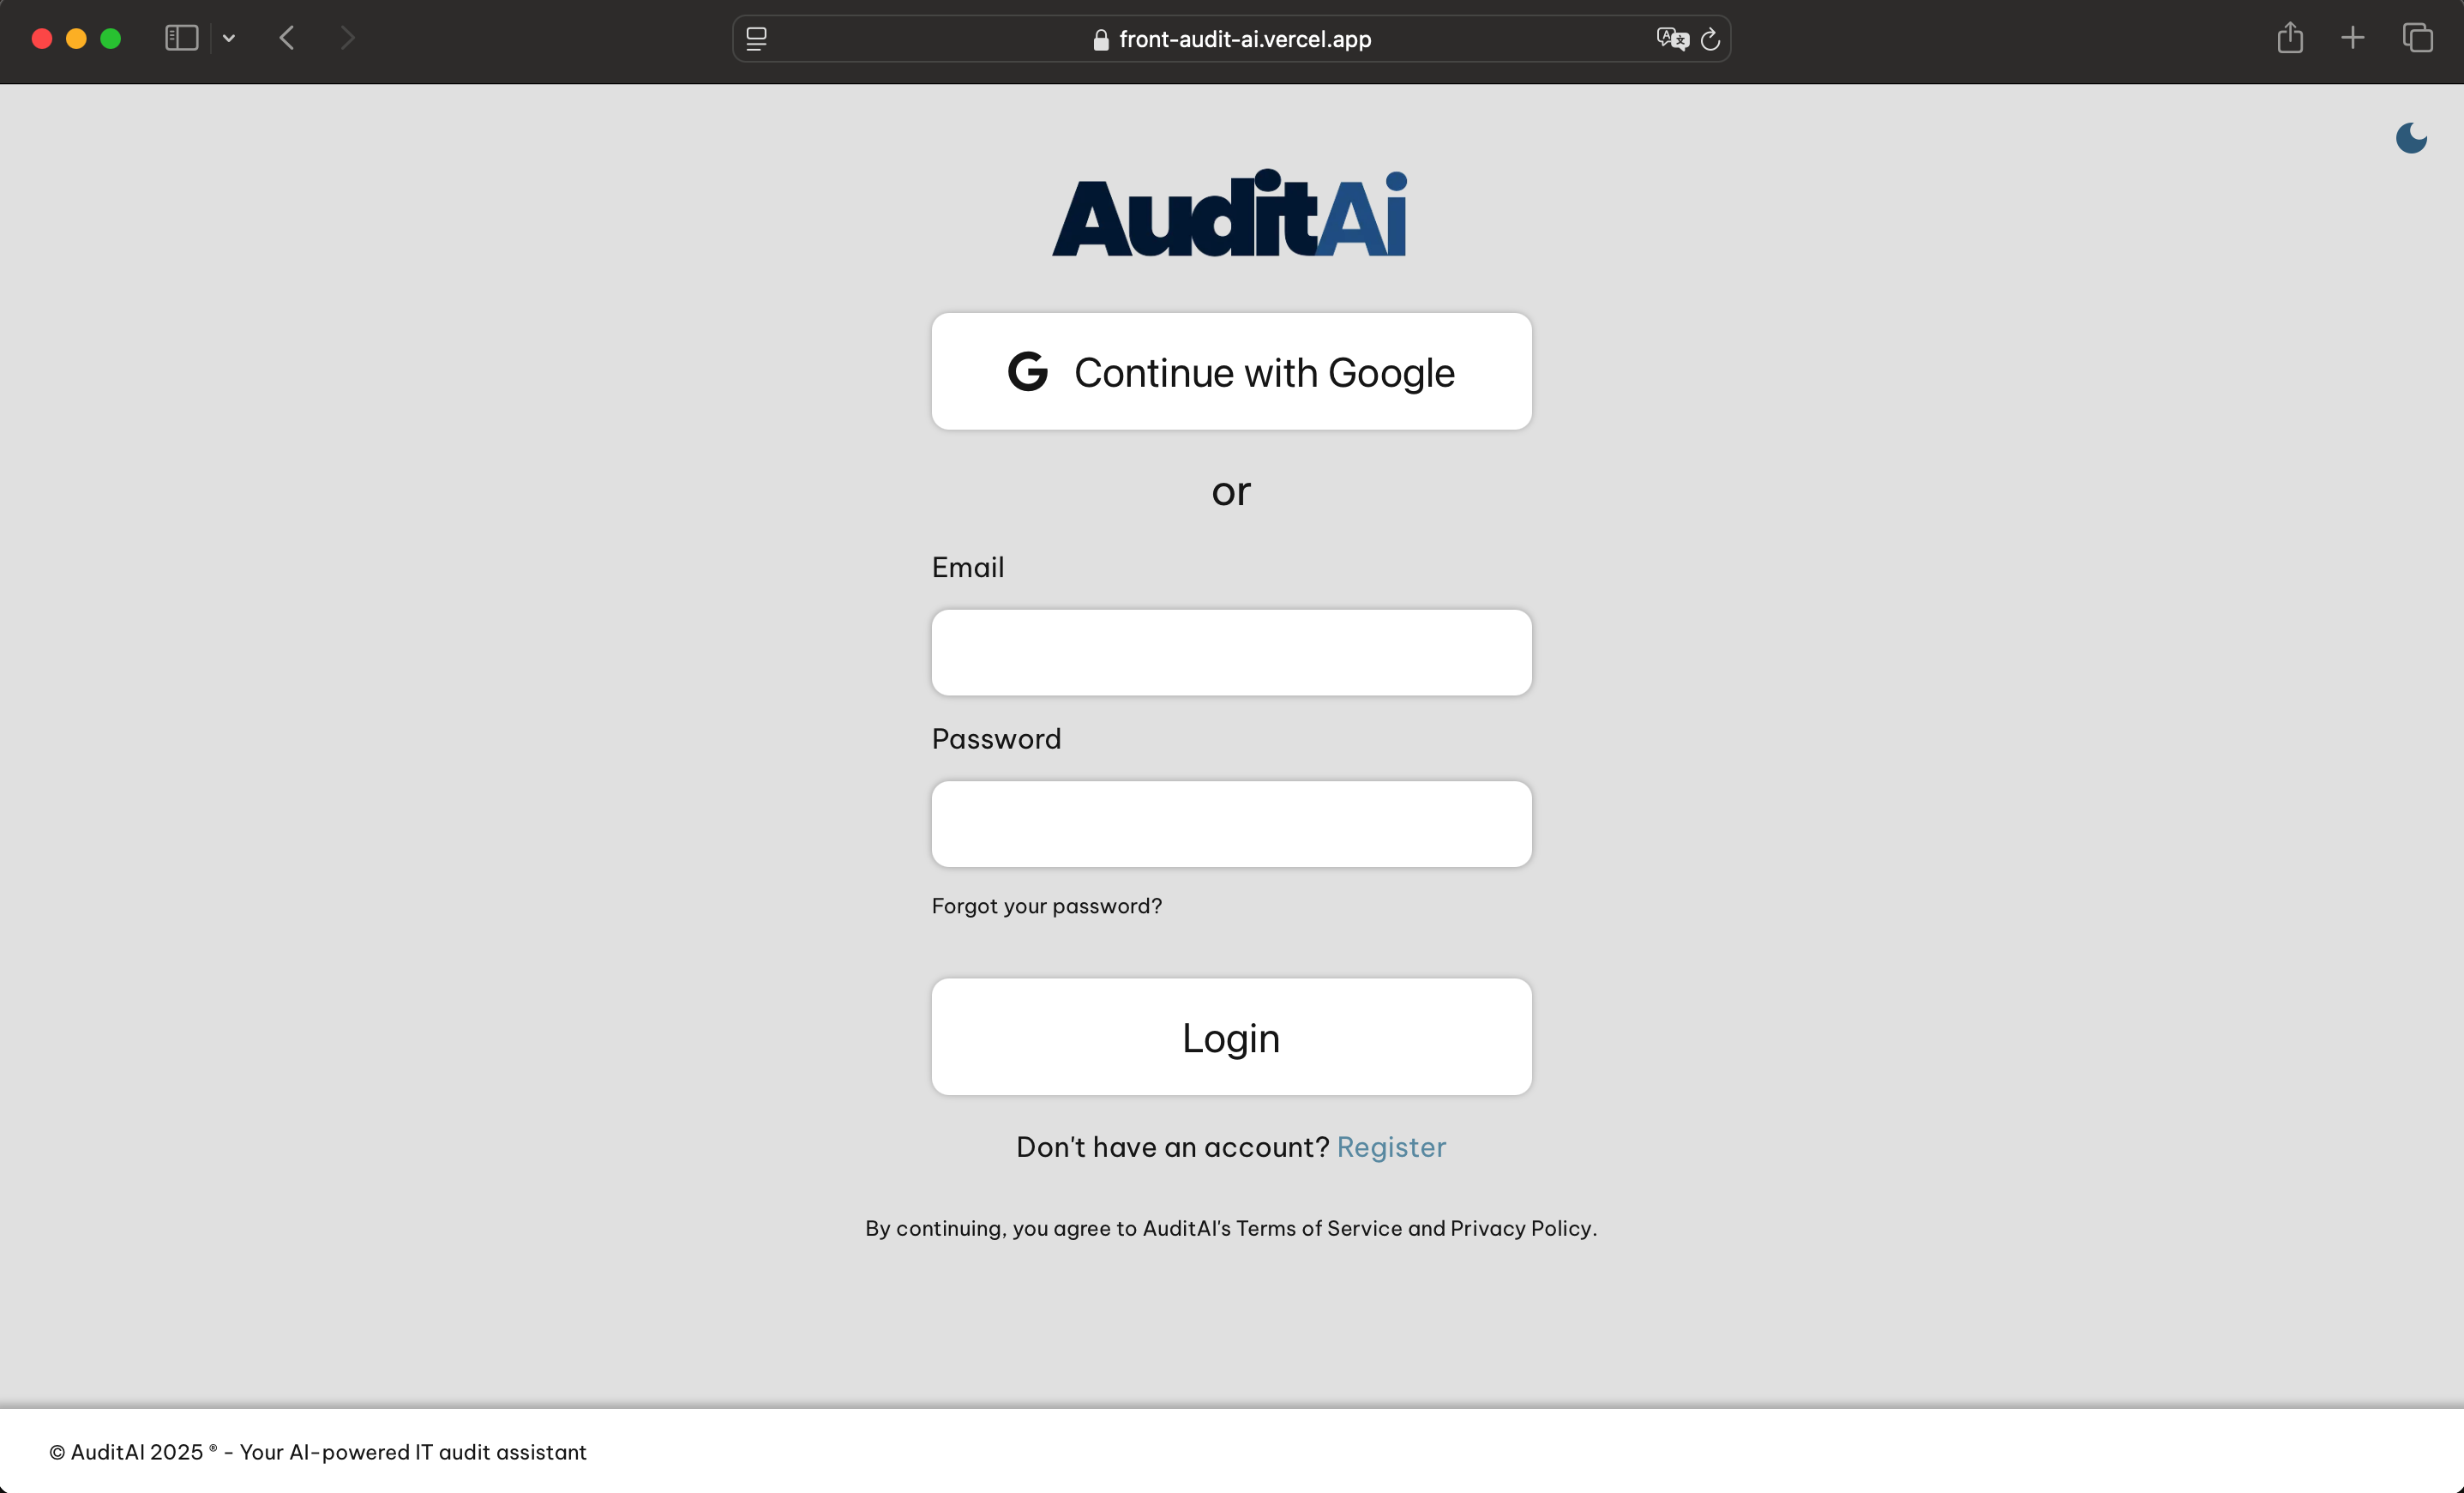 front-audit-ai.vercel.app
AuditAi
G Continue with Google
or
Email
Password
Forgot your password?
Login
Don't have an account? Register
By continuing, you agree to AuditAI's Terms of Service and Privacy Policy.
© AuditAI 2025 ® - Your AI-powered IT audit assistant